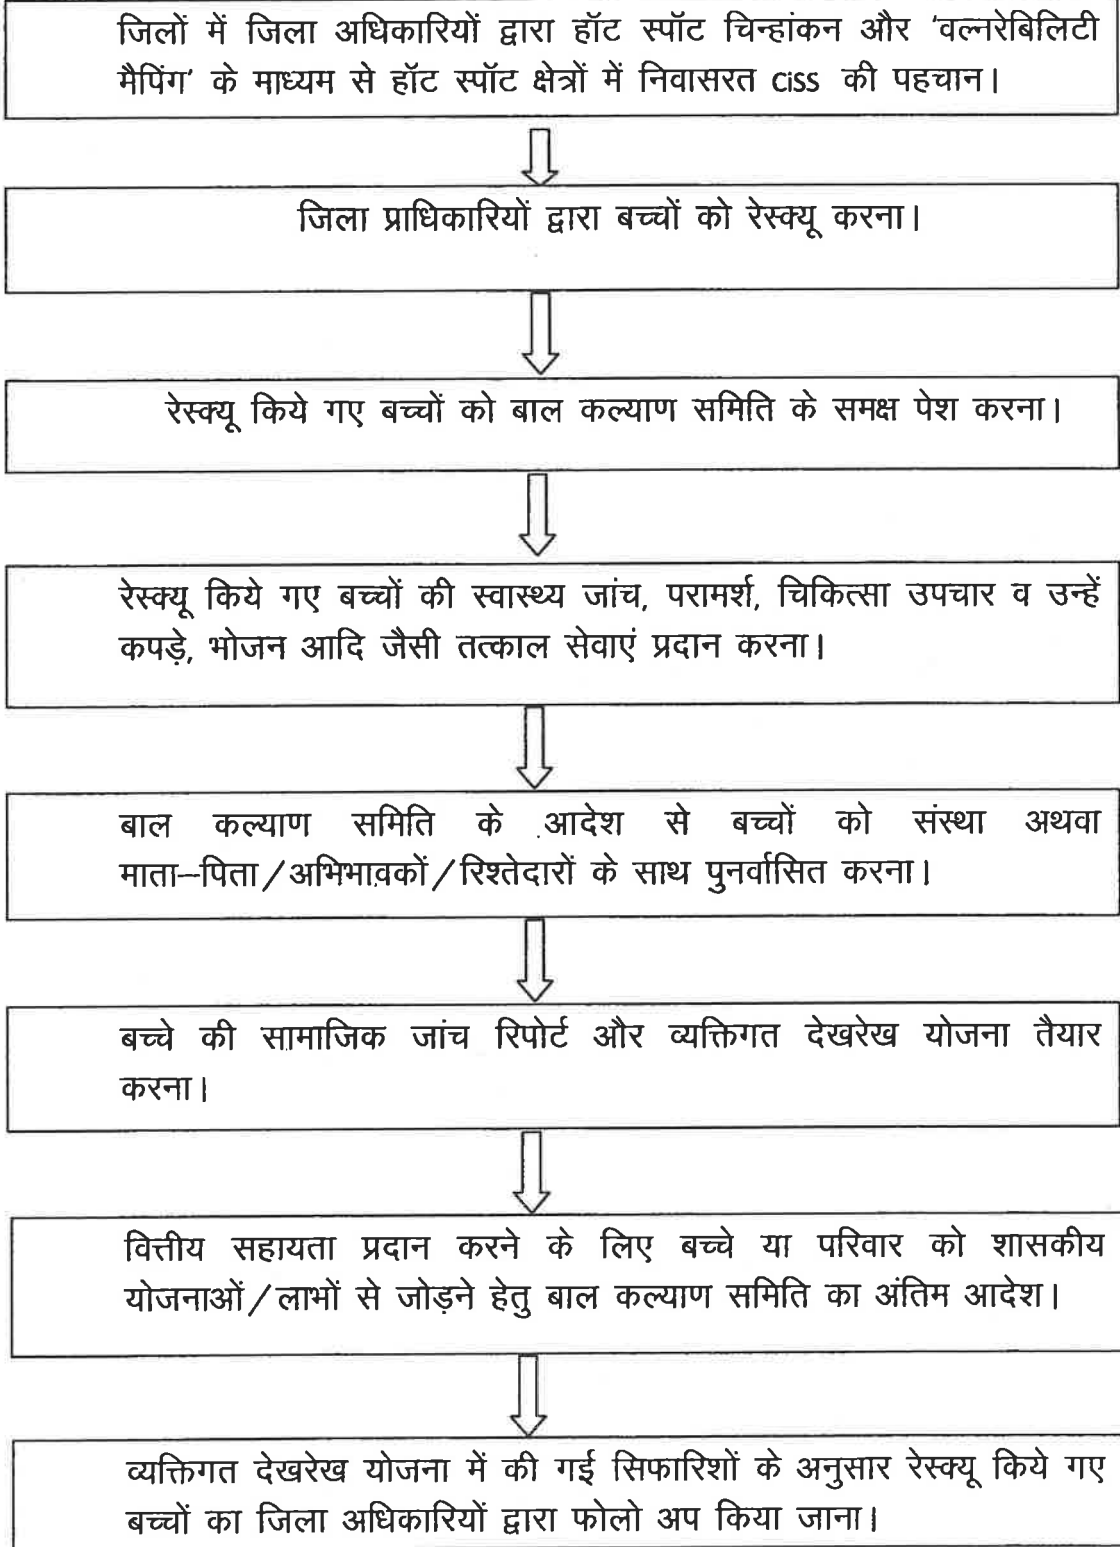 जिलों में जिला अधिकारियों द्वारा हॉट स्पॉट चिन्हांकन और 'वल्नरेबिलिटी
मैपिंग' के माध्यम से हॉट स्पॉट क्षेत्रों में निवासरत ciss की पहचान।
जिला प्राधिकारियों द्वारा बच्चों को रेस्क्यू करना।
रेस्क्यू किये गए बच्चों को बाल कल्याण समिति के समक्ष पेश करना।
रेस्क्यू किये गए बच्चों की स्वास्थ्य जांच, परामर्श, चिकित्सा उपचार व उन्हें
कपड़े, भोजन आदि जैसी तत्काल सेवाएं प्रदान करना।
बाल कल्याण समिति के आदेश से बच्चों को संस्था अथवा
माता–पिता/अभिभावकों/रिश्तेदारों के साथ पुनर्वासित करना।
बच्चे की सामाजिक जांच रिपोर्ट और व्यक्तिगत देखरेख योजना तैयार
करना।
वित्तीय सहायता प्रदान करने के लिए बच्चे या परिवार को शासकीय
योजनाओं/लाभों से जोड़ने हेतु बाल कल्याण समिति का अंतिम आदेश।
व्यक्तिगत देखरेख योजना में की गई सिफारिशों के अनुसार रेस्क्यू किये गए
बच्चों का जिला अधिकारियों द्वारा फोलो अप किया जाना।